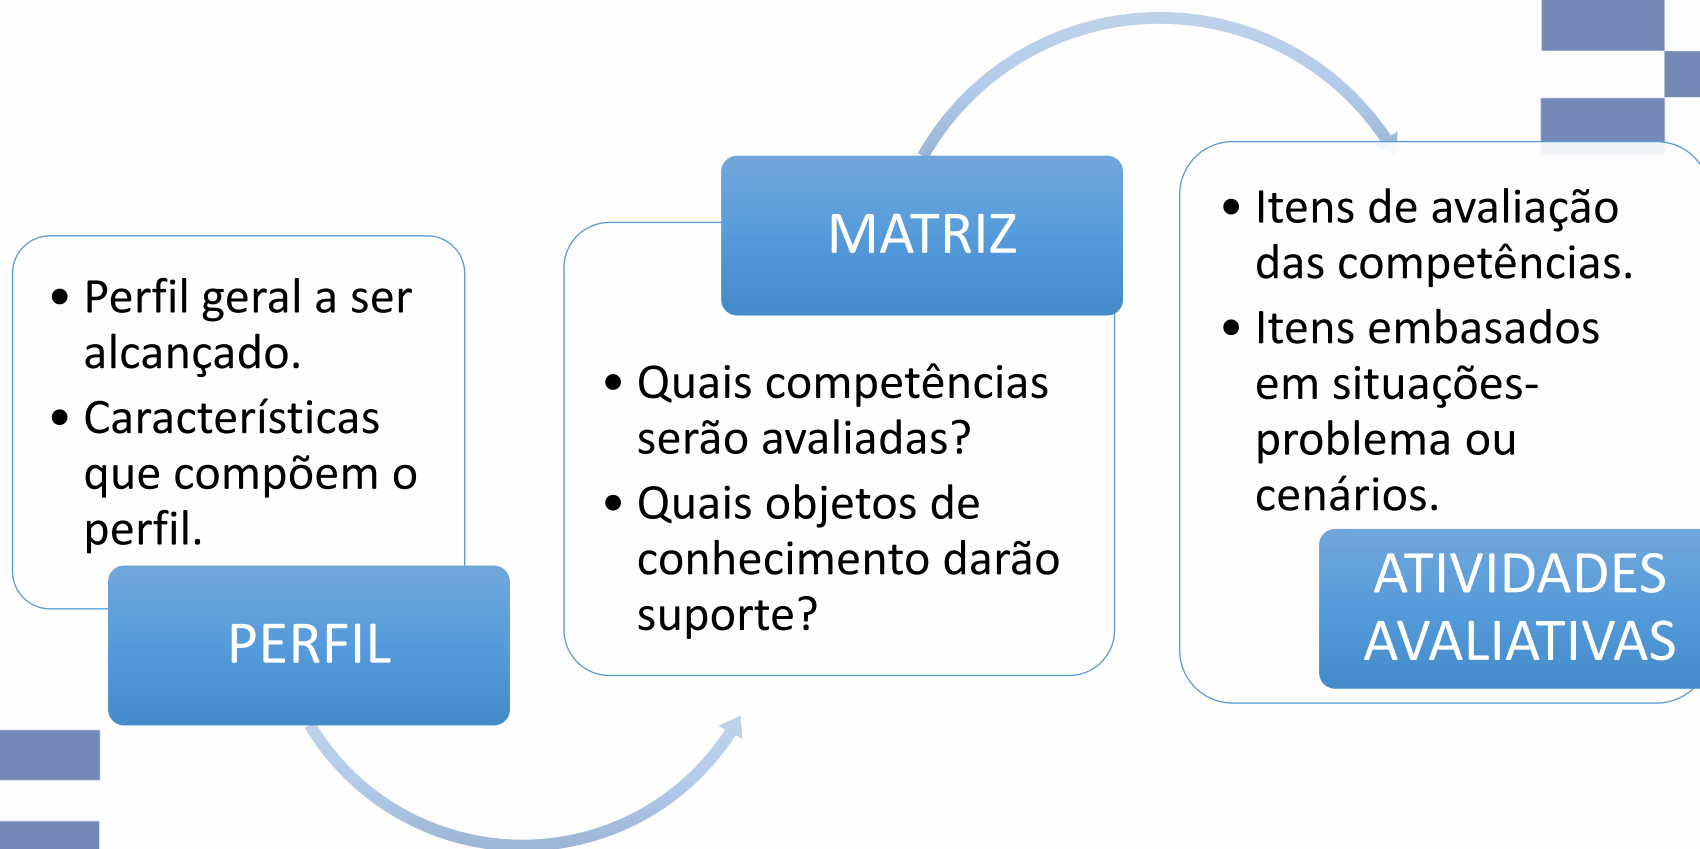 • Perfil geral a ser
alcançado.
• Características
que compõem o
perfil.
PERFIL
MATRIZ
• Quais competências
serão avaliadas?
• Quais objetos de
conhecimento darão
suporte?
• Itens de avaliação
das competências.
• Itens embasados
em situações-
problema ou
cenários.
ATIVIDADES
AVALIATIVAS